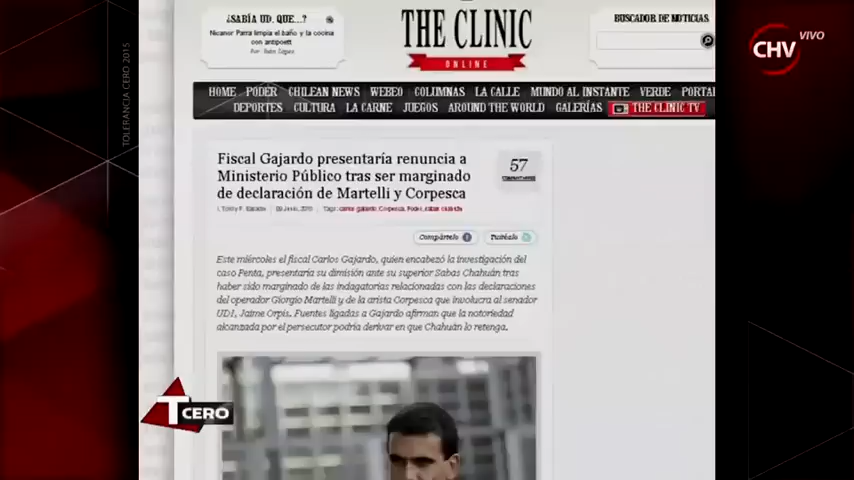 ¿SABÍA UD. QUE...?
Nicanor Parra limpia el baño y la cocina
con antipoett
THE CLINIC
ONLINE
BUSCADOR DE NOTICIAS
CHV VIVO
TOLERANCIA CERO 2015
HOME PODER CHILEAN NEWS WEBEO COLUMNAS LA CALLE MUNDO AL INSTANTE VERDE PORTA
DEPORTES CULTURA LA CARNE JUEGOS AROUND THE WORLD GALERÍAS THE CLINIC TV
Fiscal Gajardo presentaría renuncia a
Ministerio Público tras ser marginado
de declaración de Martelli y Corpesca
57
Compártelo
Tuitéalo
Este miércoles el fiscal Carlos Gajardo, quien encabezó la investigación del
caso Penta, presentaría su dimisión ante su superior Sabas Chahuán tras
haber sido marginado de las indagatorias relacionadas con las declaraciones
del operador Giorgio Martelli y de la arista Corpesca que involucra al senador
UDI, Jaime Orpis. Fuentes ligadas a Gajardo afirman que la notoriedad
alcanzada por el persecutor podría derivar en que Chahuán lo retenga.
T CERO